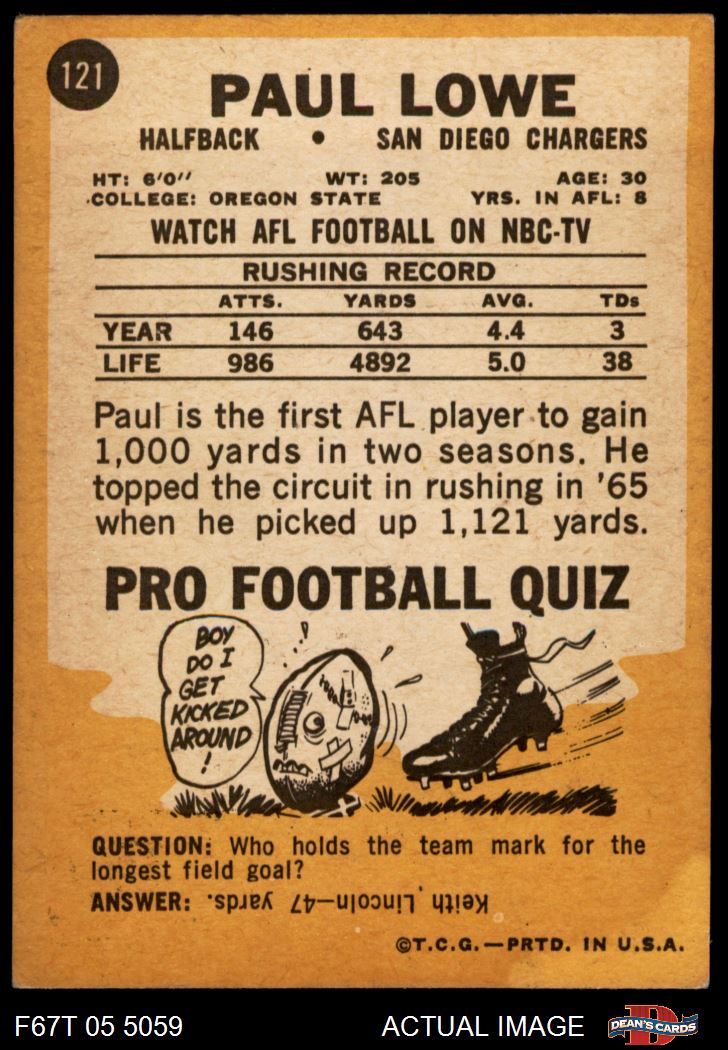 121
PAUL LOWE
HALFBACK • SAN DIEGO CHARGERS
HT: 6'0'' WT: 205 AGE: 30
COLLEGE: OREGON STATE YRS. IN AFL: 8
WATCH AFL FOOTBALL ON NBC-TV
RUSHING RECORD
ATTS. YARDS AVG. TDs
YEAR 146 643 4.4 3
LIFE 986 4892 5.0 38
Paul is the first AFL player to gain
1,000 yards in two seasons. He
topped the circuit in rushing in '65
when he picked up 1,121 yards.
PRO FOOTBALL QUIZ
BOY
DO I
GET
KICKED
AROUND
!
QUESTION: Who holds the team mark for the
longest field goal?
ANSWER: Keith Lincoln—47 yards.
©T.C.G.—PRTD. IN U.S.A.
F67T 05 5059 ACTUAL IMAGE D DEAN'S CARDS